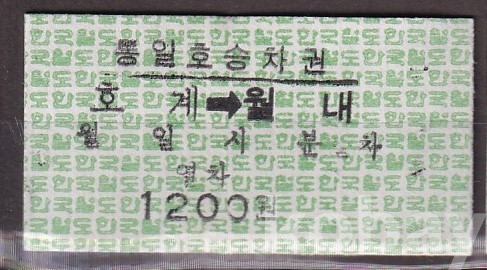 통일호승차권
호 계➡월 내
월 일 시 분 차
열차
1200원